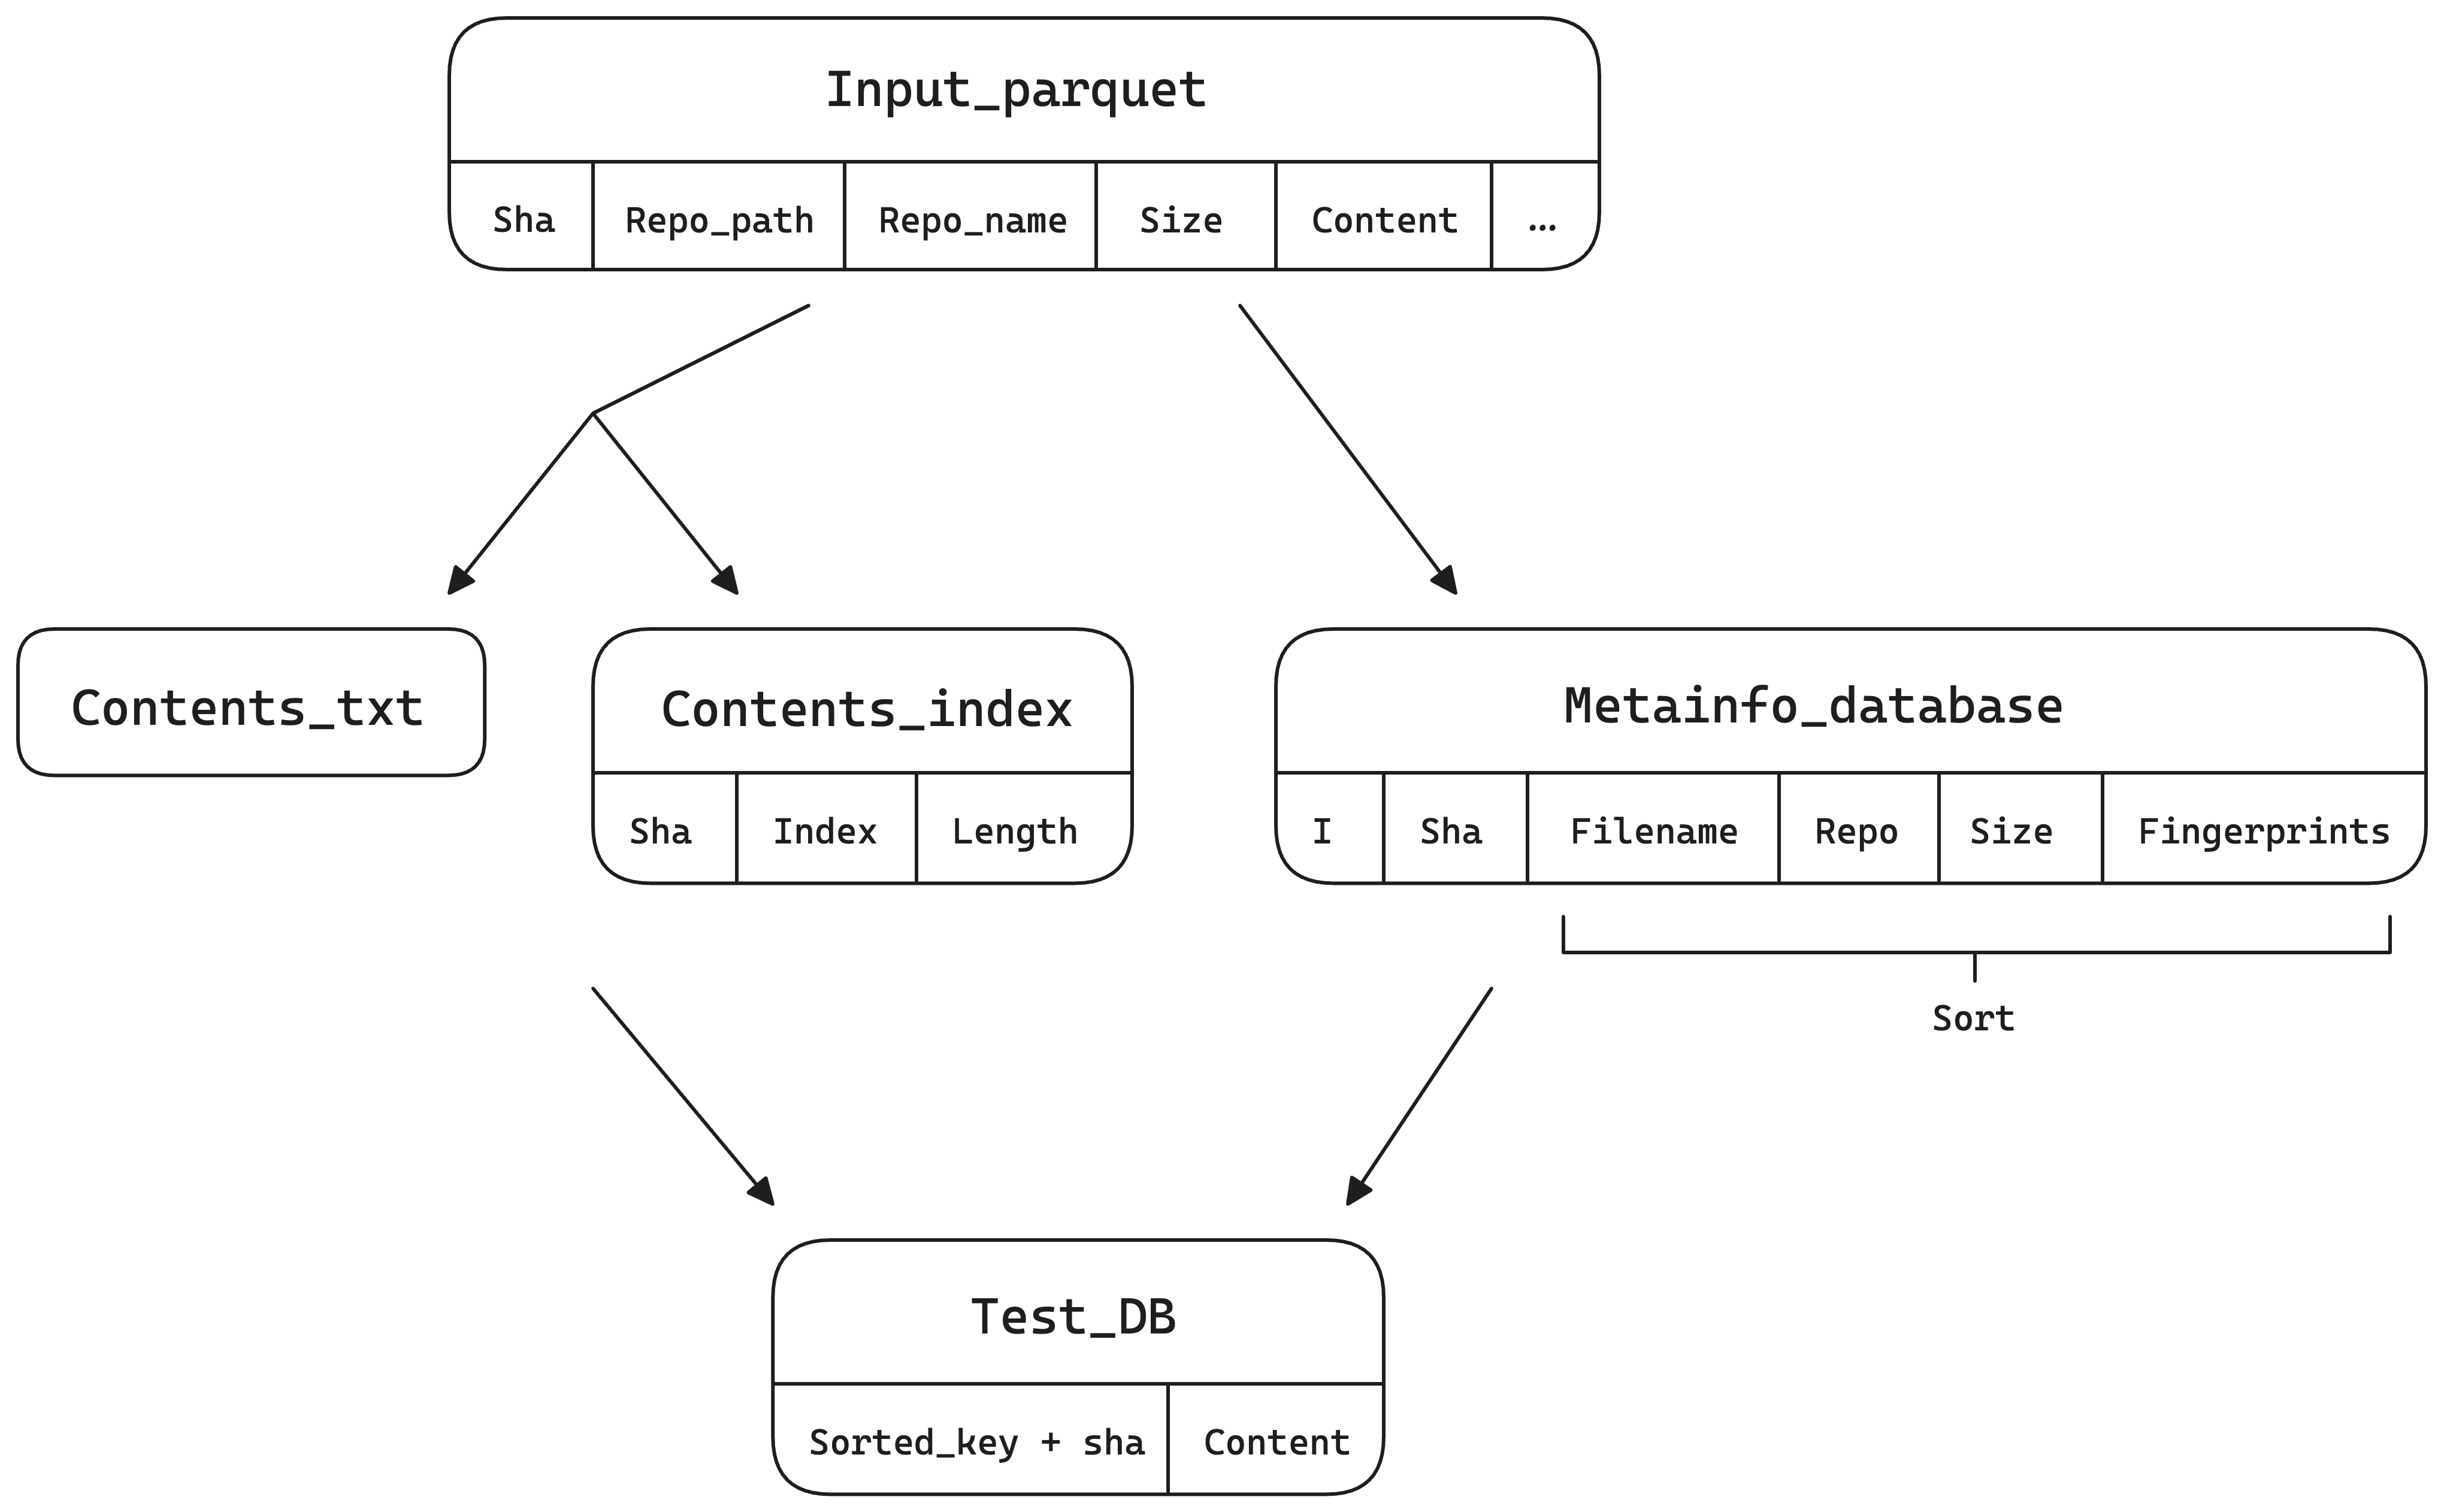 Input_parquet
Sha Repo_path Repo_name Size Content ...
Contents_txt
Contents_index
Sha Index Length
Metainfo_database
I Sha Filename Repo Size Fingerprints
Sort
Test_DB
Sorted_key + sha Content